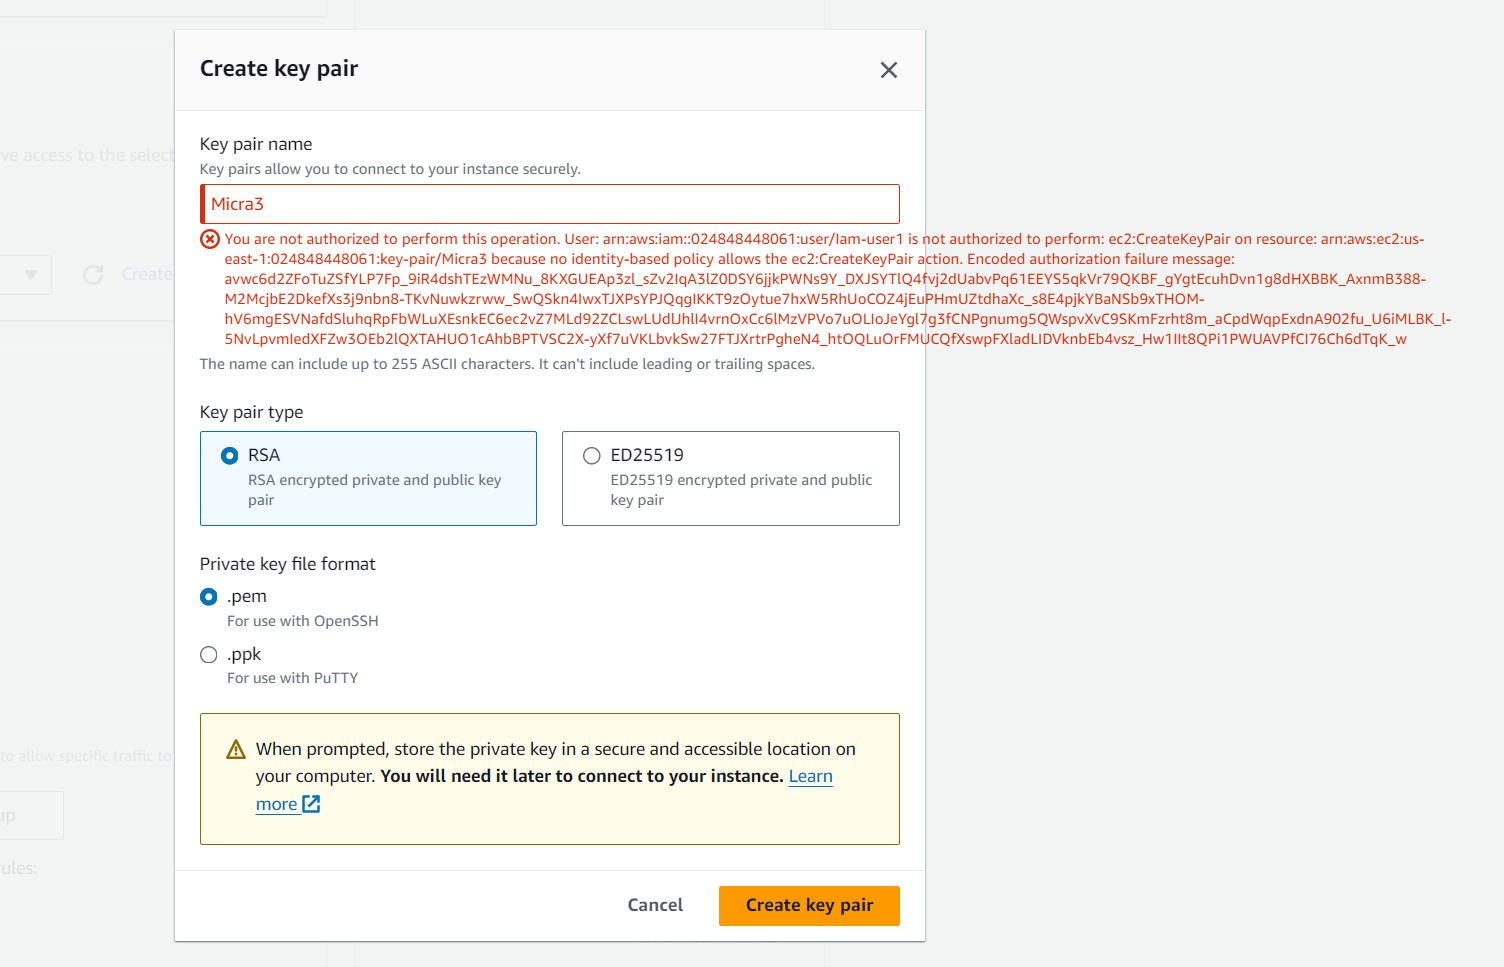 Create key pair
ve access to the select
Key pair name
Key pairs allow you to connect to your instance securely.
Micra3
You are not authorized to perform this operation. User: arn:aws:iam::024848448061:user/Iam-user1 is not authorized to perform: ec2:CreateKeyPair on resource: arn:aws:ec2:us-
east-1:024848448061:key-pair/Micra3 because no identity-based policy allows the ec2:CreateKeyPair action. Encoded authorization failure message:
avwc6d2ZFoTuZSfYLP7Fp_9iR4dshTEzWMNu_8KXGUEAp3zl_sZv2IqA3lZ0DSY6jjkPWNs9Y_DXJSYTlQ4fvj2dUabvPq61EEYS5qkVr79QKBF_gYgtEcuhDvn1g8dHXBBK_AxnmB388-
M2McjbE2DkefXs3j9nbn8-TKvNuwkzrww_SwQSkn4IwxTJXPsYPJQqgIKKT9zOytue7hxW5RhUoCOZ4jEuPHmUZtdhaXc_s8E4pjkYBaNSb9xTHOM-
hV6mgESVNafdSluhqRpFbWLuXEsnkEC6ec2vZ7MLd92ZCLswLUdlJhlI4vrnOxCc6lMzVPVo7uOLIoJeYgl7g3fCNPgnumg5QWspvXvC9SKmFzrht8m_aCpdWqpExdnA902fu_U6iMLBK_l-
5NvLpvmIedXFZw3OEb2lQXTAHUO1cAhbBPTVSC2X-yXf7uVKLbvkSw27FTJXrtrPgheN4_htOQLuOrFMUCQfXswpFXladLIDVknbEb4vsz_Hw1IIt8QPi1PWUAVPfCI76Ch6dTqK_w
Create
The name can include up to 255 ASCII characters. It can't include leading or trailing spaces.
Key pair type
RSA
RSA encrypted private and public key
pair
ED25519
ED25519 encrypted private and public
key pair
Private key file format
.pem
For use with OpenSSH
.ppk
For use with PuTTY
to allow specific traffic to
When prompted, store the private key in a secure and accessible location on
your computer. You will need it later to connect to your instance. Learn
more
up
rules:
Cancel
Create key pair